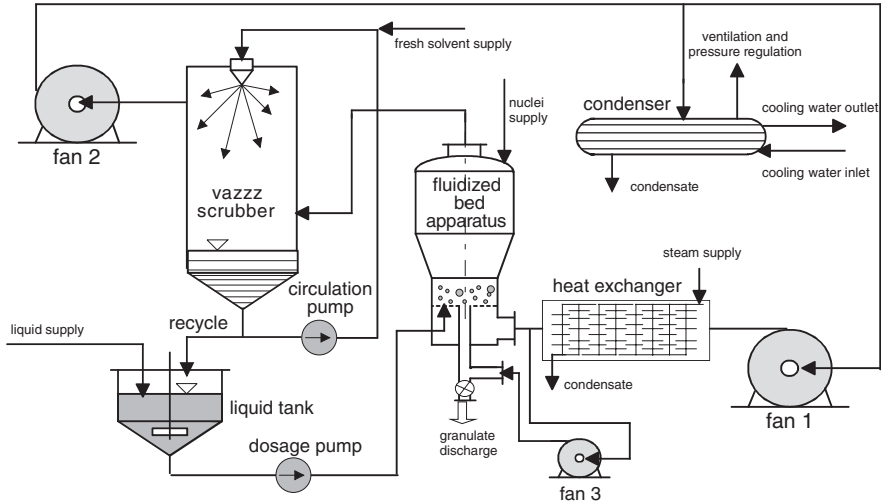 fresh solvent supply
ventilation and
pressure regulation
nuclei
supply
condenser
cooling water outlet
fan 2
fluidized
bed
apparatus
condensate
cooling water inlet
vazzz
scrubber
steam supply
circulation
pump
heat exchanger
recycle
liquid supply
condensate
liquid tank
fan 1
granulate
discharge
dosage pump
fan 3